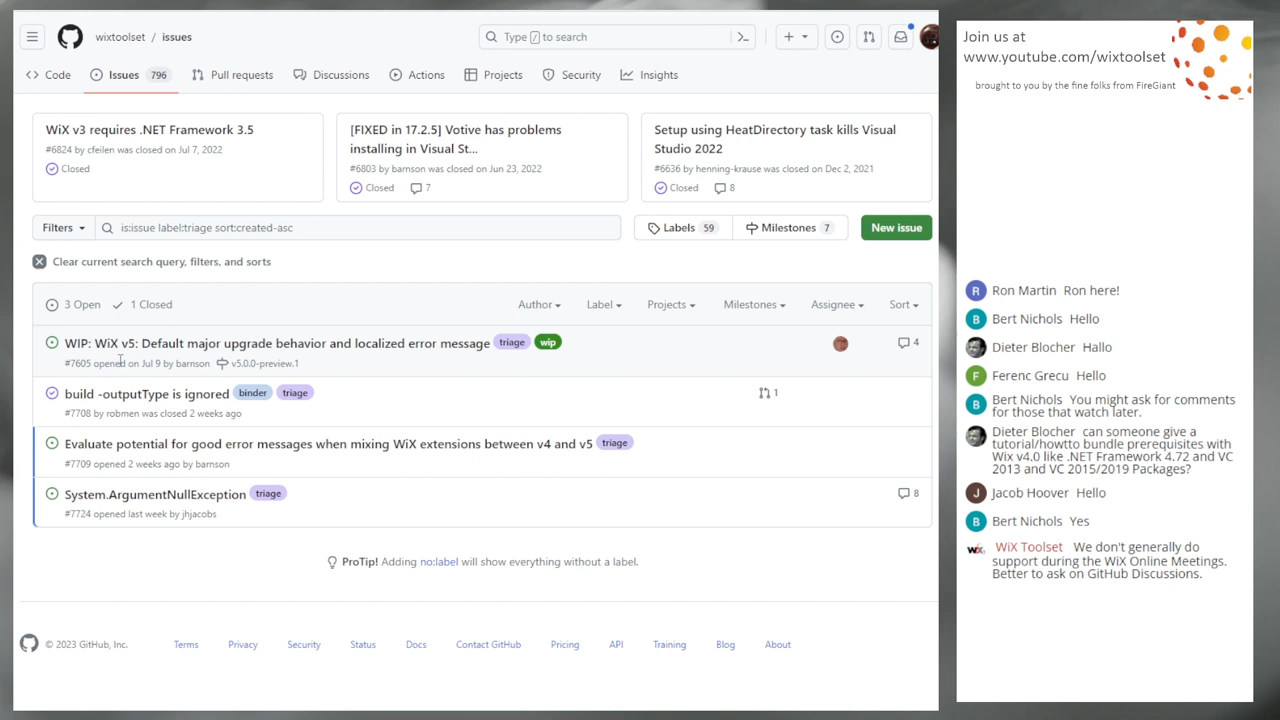 wixtoolset / issues
Type / to search
Code
Issues 796
Pull requests
Discussions
Actions
Projects
Security
Insights
WiX v3 requires .NET Framework 3.5
#6824 by cfeilen was closed on Jul 7, 2022
Closed
[FIXED in 17.2.5] Votive has problems
installing in Visual St...
#6803 by barnson was closed on Jun 23, 2022
Closed 7
Setup using HeatDirectory task kills Visual
Studio 2022
#6636 by henning-krause was closed on Dec 2, 2021
Closed 8
Filters
is:issue label:triage sort:created-asc
Labels 59
Milestones 7
New issue
Clear current search query, filters, and sorts
3 Open
1 Closed
Author
Label
Projects
Milestones
Assignee
Sort
WIP: WiX v5: Default major upgrade behavior and localized error message triage wip
4
#7605 opened on Jul 9 by barnson v5.0.0-preview.1
build -outputType is ignored binder triage
1
#7708 by robmen was closed 2 weeks ago
Evaluate potential for good error messages when mixing WiX extensions between v4 and v5 triage
#7709 opened 2 weeks ago by barnson
System.ArgumentNullException triage
8
#7724 opened last week by jhjacobs
ProTip! Adding no:label will show everything without a label.
© 2023 GitHub, Inc.
Terms
Privacy
Security
Status
Docs
Contact GitHub
Pricing
API
Training
Blog
About
Join us at
www.youtube.com/wixtoolset
brought to you by the fine folks from FireGiant
R Ron Martin Ron here!
B Bert Nichols Hello
Dieter Blocher Hallo
F Ferenc Grecu Hello
B Bert Nichols You might ask for comments
for those that watch later.
Dieter Blocher can someone give a
tutorial/howto to bundle prerequisites with
Wix v4.0 like .NET Framework 4.72 and VC
2013 and VC 2015/2019 Packages?
J Jacob Hoover Hello
B Bert Nichols Yes
WX WiX Toolset We don't generally do
support during the WiX Online Meetings.
Better to ask on GitHub Discussions.